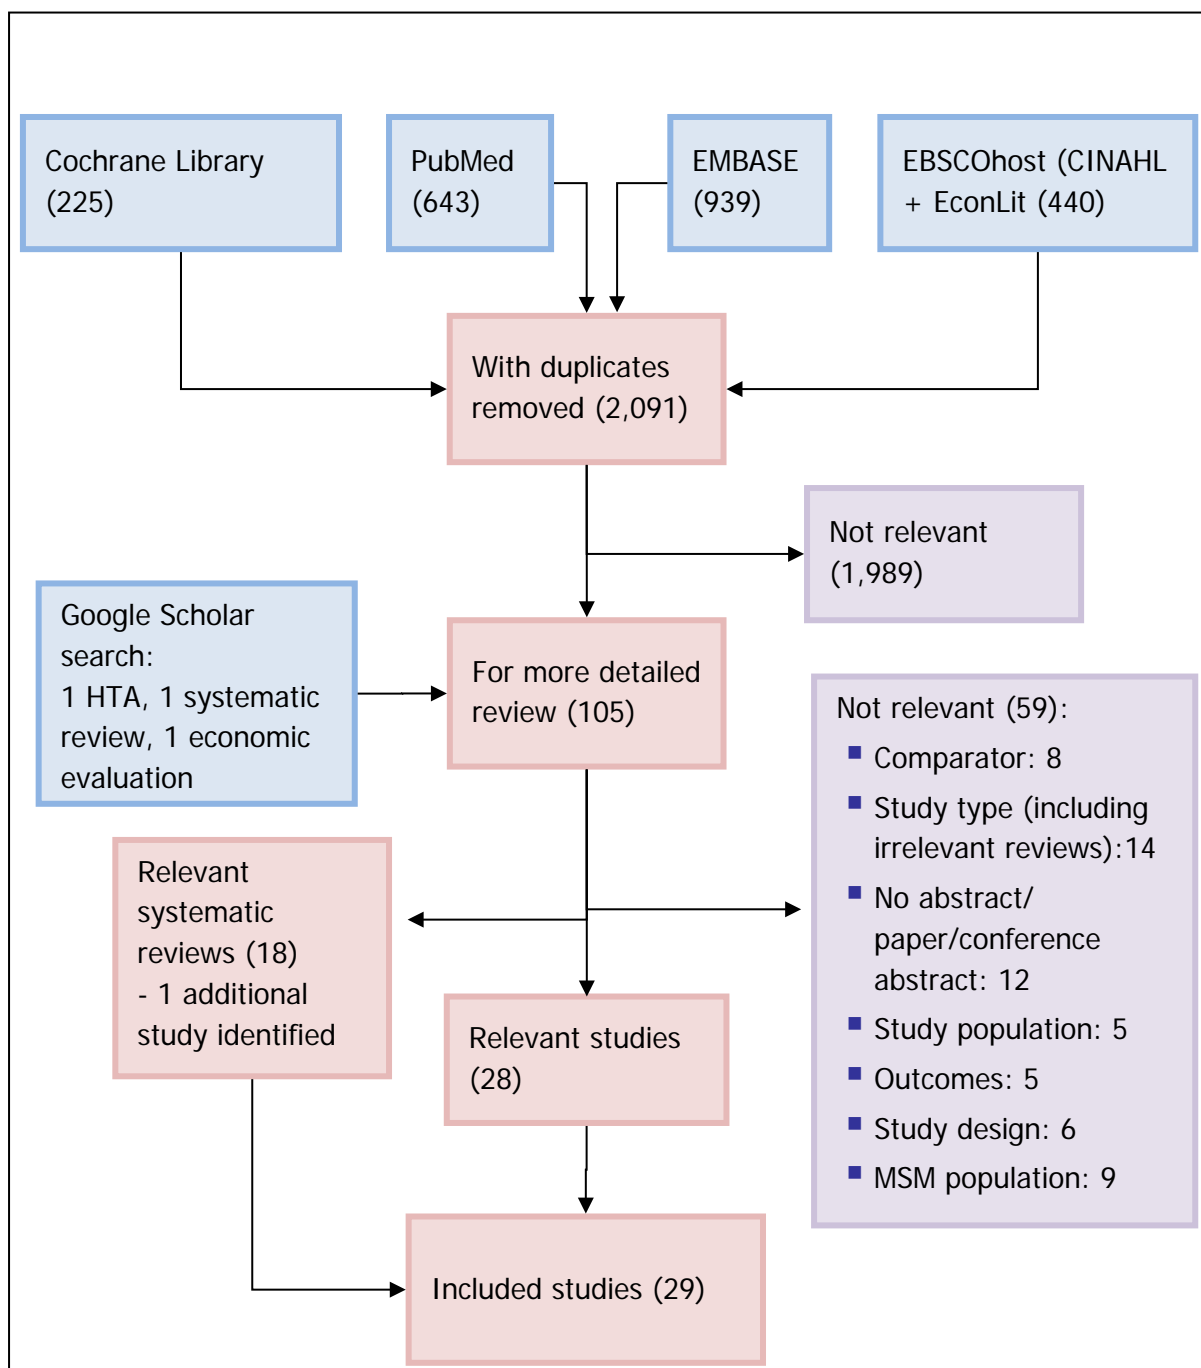 Cochrane Library
(225)
PubMed
(643)
EMBASE
(939)
EBSCOhost (CINAHL
+ EconLit (440)
With duplicates
removed (2,091)
Not relevant
(1,989)
Google Scholar
search:
1 HTA, 1 systematic
review, 1 economic
evaluation
For more detailed
review (105)
Not relevant (59):
■ Comparator: 8
■ Study type (including
irrelevant reviews):14
■ No abstract/
paper/conference
abstract: 12
■ Study population: 5
■ Outcomes: 5
■ Study design: 6
■ MSM population: 9
Relevant
systematic
reviews (18)
- 1 additional
study identified
Relevant studies
(28)
Included studies (29)